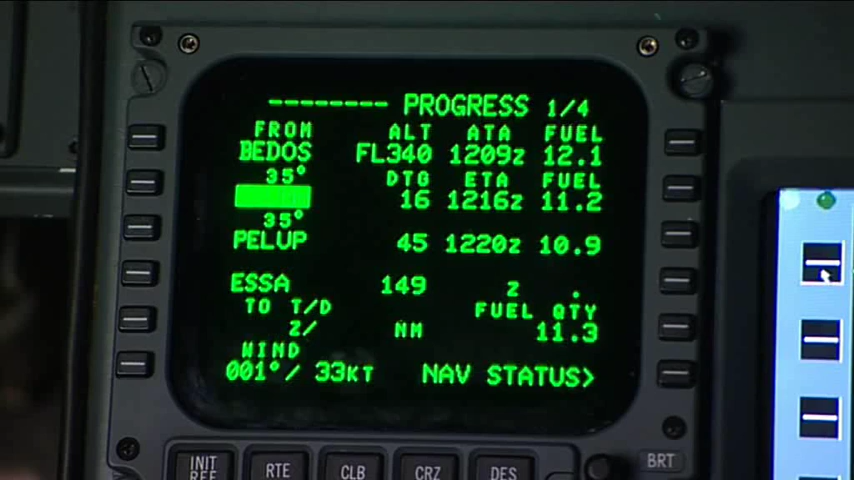 -------- PROGRESS 1/4
FROM ALT ATA FUEL
BEDOS FL340 1209z 12.1
35° DTG ETA FUEL
16 1216z 11.2
35°
PELUP 45 1220z 10.9
ESSA 149 z .
TO T/D FUEL QTY
z/ NM 11.3
WIND
001°/ 33KT NAV STATUS>
INIT REF RTE CLB CRZ DES BRT